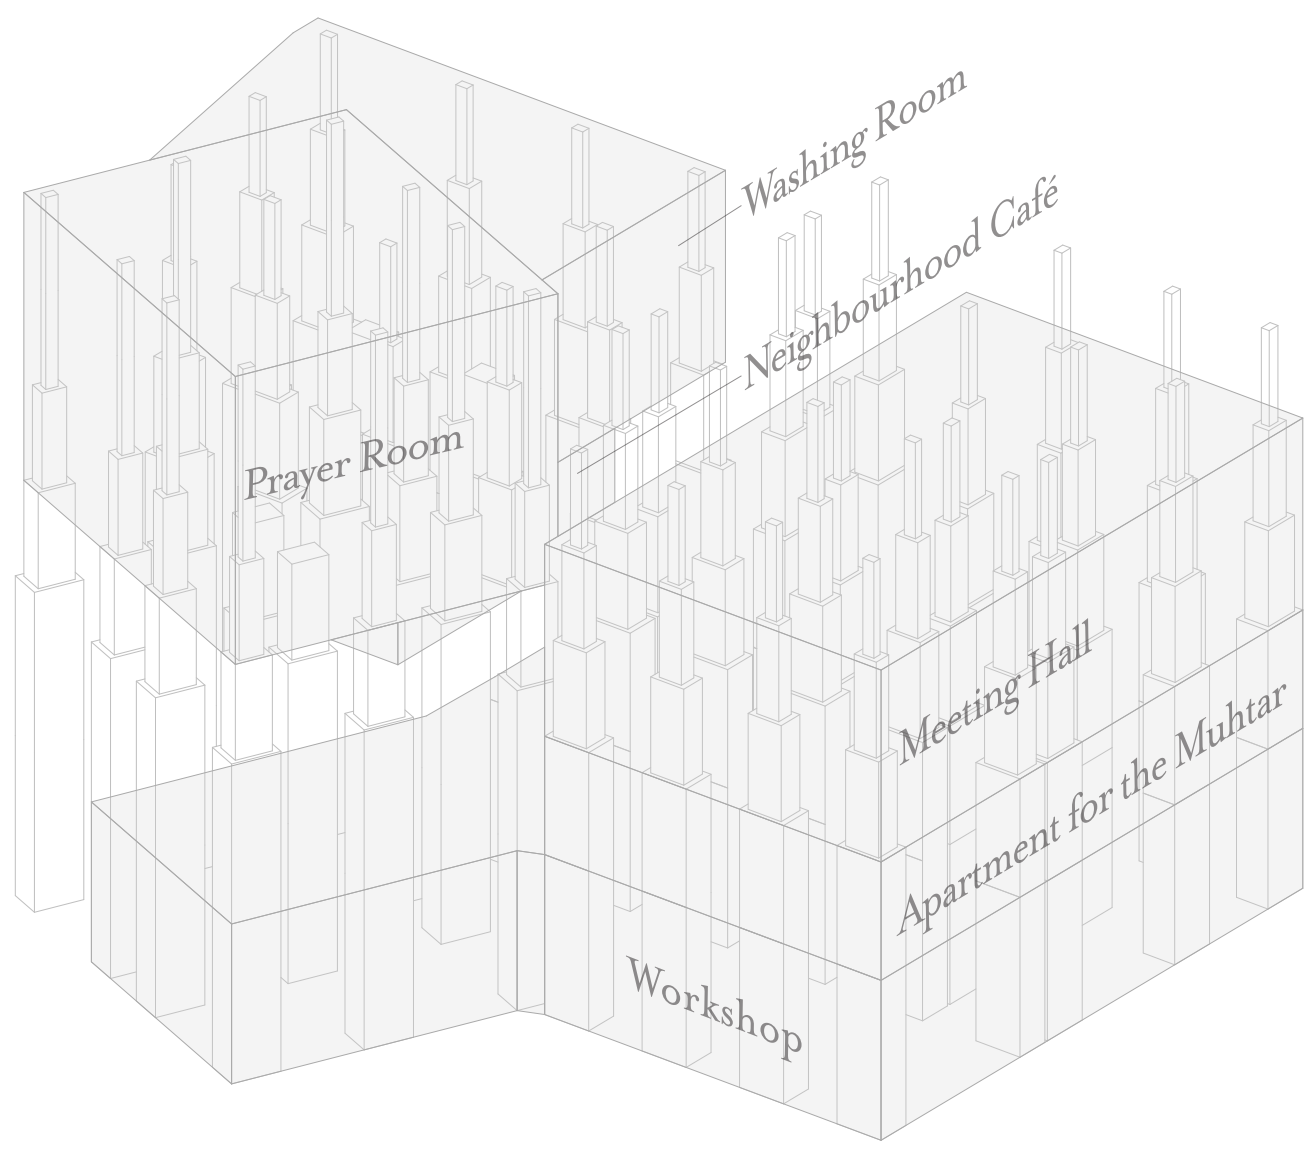 Washing Room
Neighbourhood Café
Prayer Room
Meeting Hall
Apartment for the Muhtar
Workshop